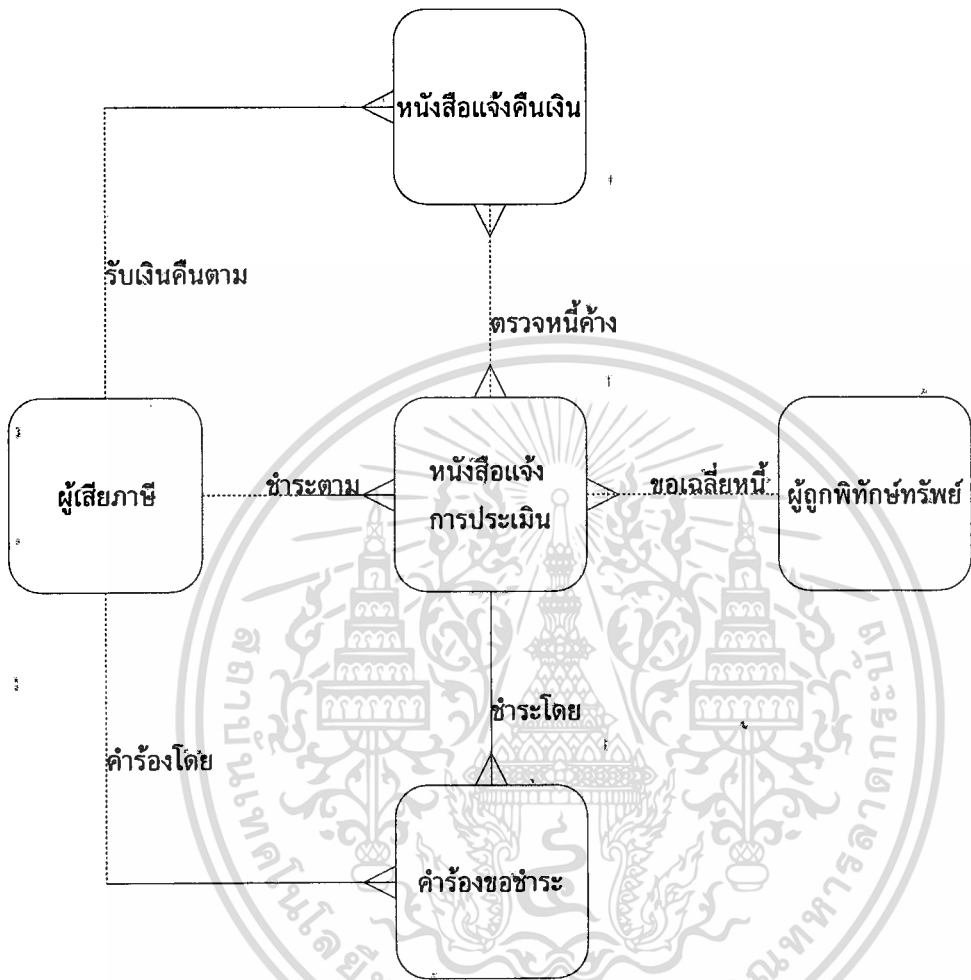 หนังสือแจ้งคืนเงิน
รับเงินคืนตาม
ตรวจหนี้ค้าง
ผู้เสียภาษี
ชำระตาม
หนังสือแจ้ง
การประเมิน
ขอเฉลี่ยหนี้
ผู้ถูกพิทักษ์ทรัพย์
คำร้องโดย
ชำระโดย
คำร้องขอชำระ